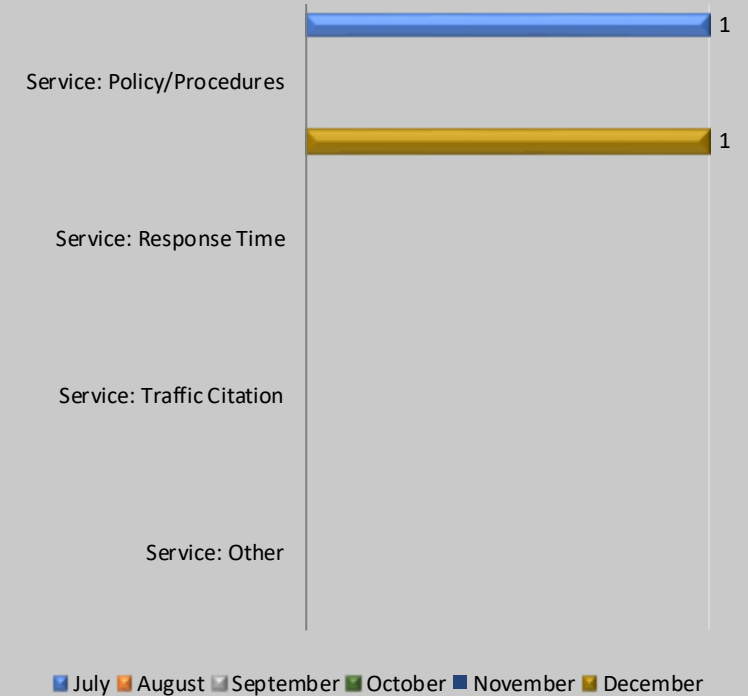 1
Service: Policy/Procedures
1
Service: Response Time
Service: Traffic Citation
Service: Other
July August September October November December